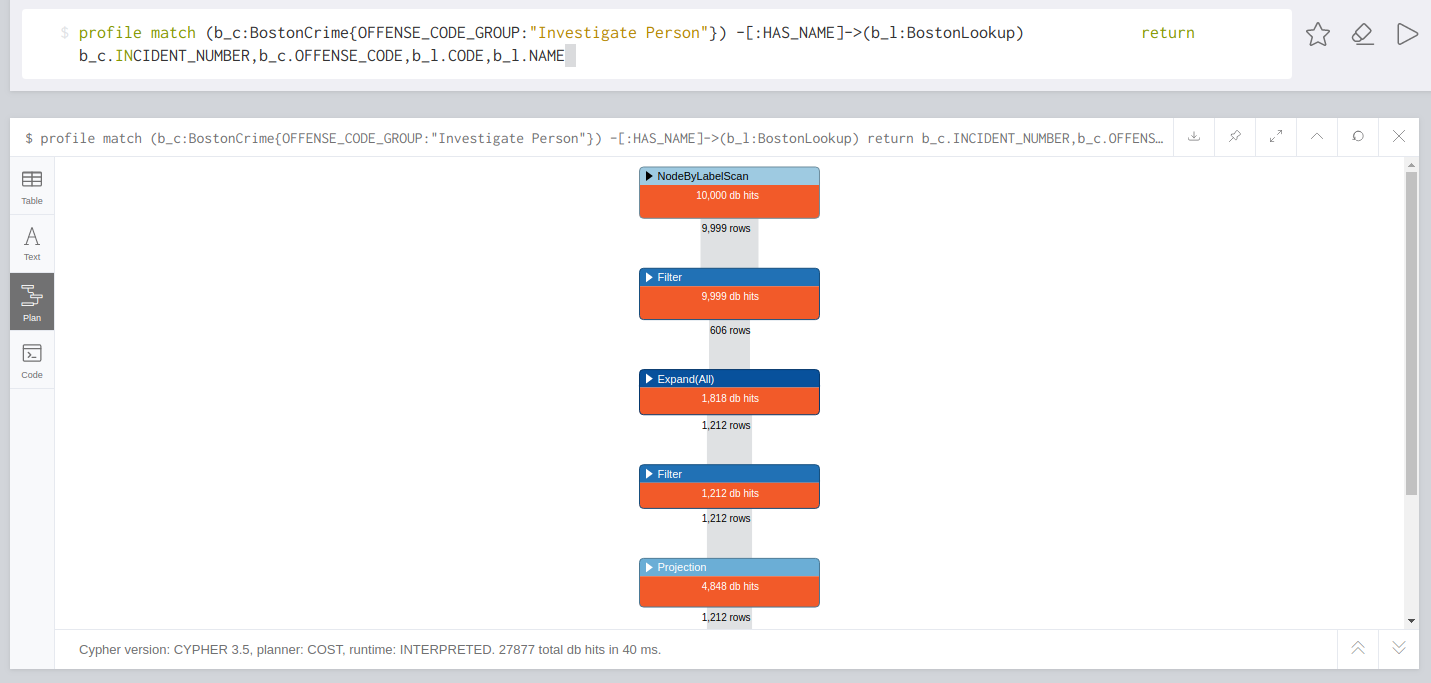 $ profile match (b_c:BostonCrime{OFFENSE_CODE_GROUP:"Investigate Person"}) -[:HAS_NAME]->(b_l:BostonLookup) return
b_c.INCIDENT_NUMBER,b_c.OFFENSE_CODE,b_l.CODE,b_l.NAME
$ profile match (b_c:BostonCrime{OFFENSE_CODE_GROUP:"Investigate Person"}) -[:HAS_NAME]->(b_l:BostonLookup) return b_c.INCIDENT_NUMBER,b_c.OFFENS…
Table
Text
Plan
Code
NodeByLabelScan
10,000 db hits
9,999 rows
Filter
9,999 db hits
606 rows
Expand(All)
1,818 db hits
1,212 rows
Filter
1,212 db hits
1,212 rows
Projection
4,848 db hits
1,212 rows
Cypher version: CYPHER 3.5, planner: COST, runtime: INTERPRETED. 27877 total db hits in 40 ms.